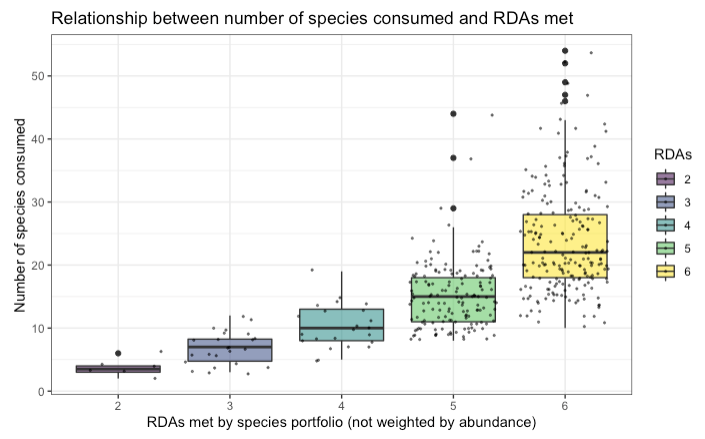 Relationship between number of species consumed and RDAs met
Number of species consumed
50
40
30
20
10
0
2 3 4 5 6
RDAs met by species portfolio (not weighted by abundance)
RDAs
2
3
4
5
6